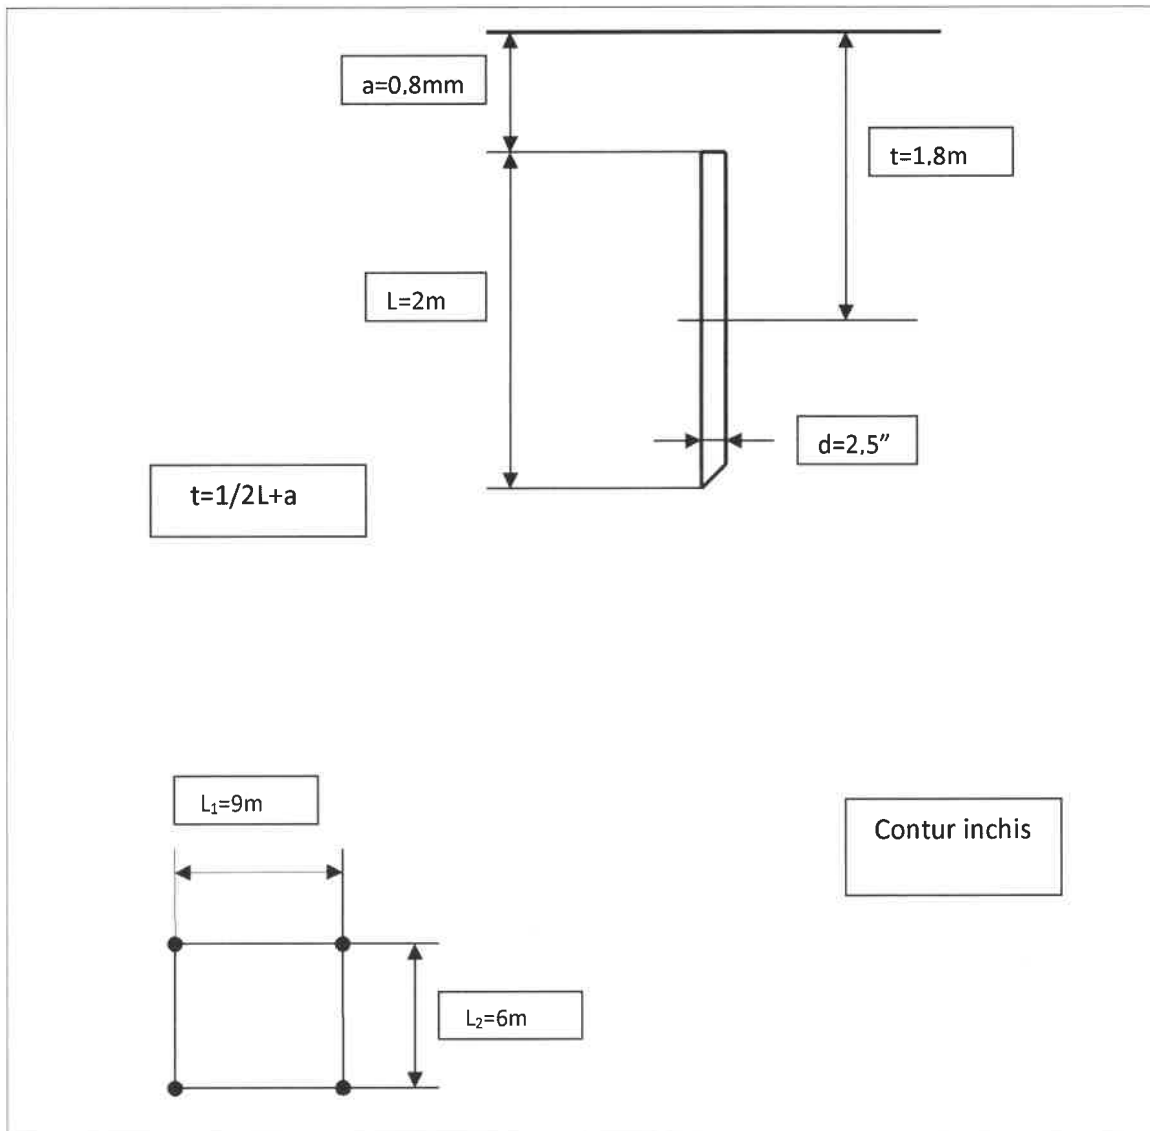 a=0,8mm
t=1,8m
L=2m
d=2,5”
t=1/2L+a
L₁=9m
Contur inchis
L₂=6m